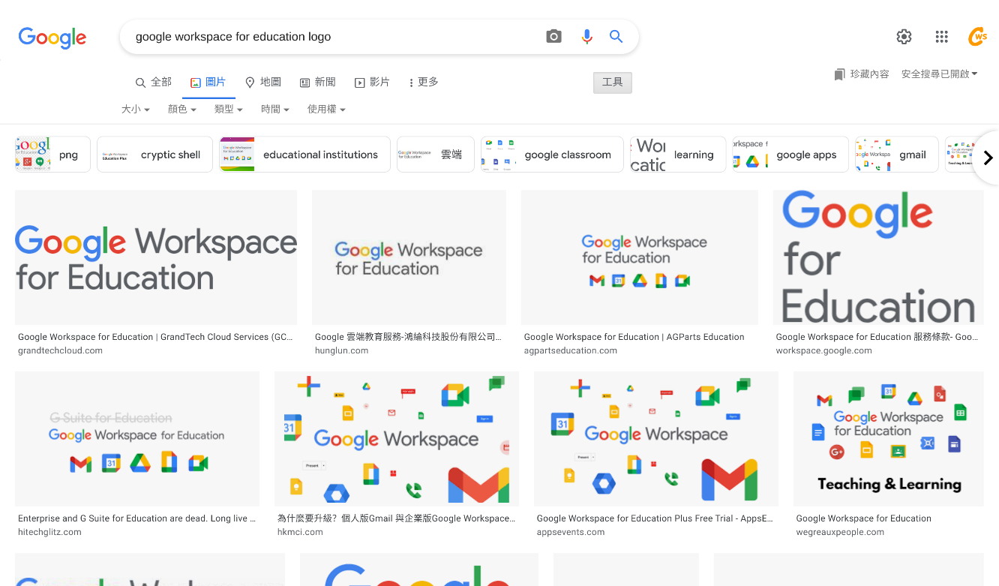 Google
google workspace for education logo
cws
全部
圖片
地圖
新聞
影片
更多
工具
珍藏內容
安全搜尋已開啟
大小
顏色
類型
時間
使用權
png
cryptic shell
educational institutions
雲端
google classroom
learning
google apps
gmail
Google Workspace
for Education
Google Workspace
for Education
Google Workspace
for Education
31
Google
for
Education
Google Workspace for Education | GrandTech Cloud Services (GC...
grandtechcloud.com
Google 雲端教育服務-鴻綸科技股份有限公司...
hunglun.com
Google Workspace for Education | AGParts Education
agpartseducation.com
Google Workspace for Education 服務條款- Goo...
workspace.google.com
G Suite for Education
Google Workspace for Education
31
31
Google Workspace
Present
31
Google Workspace
Present
31
Google Workspace
for Education
G+
Teaching & Learning
Enterprise and G Suite for Education are dead. Long live ...
hitechglitz.com
為什麼要升級？個人版Gmail 與企業版Google Workspace...
hkmci.com
Google Workspace for Education Plus Free Trial - AppsE...
appsevents.com
Google Workspace for Education
wegreauxpeople.com